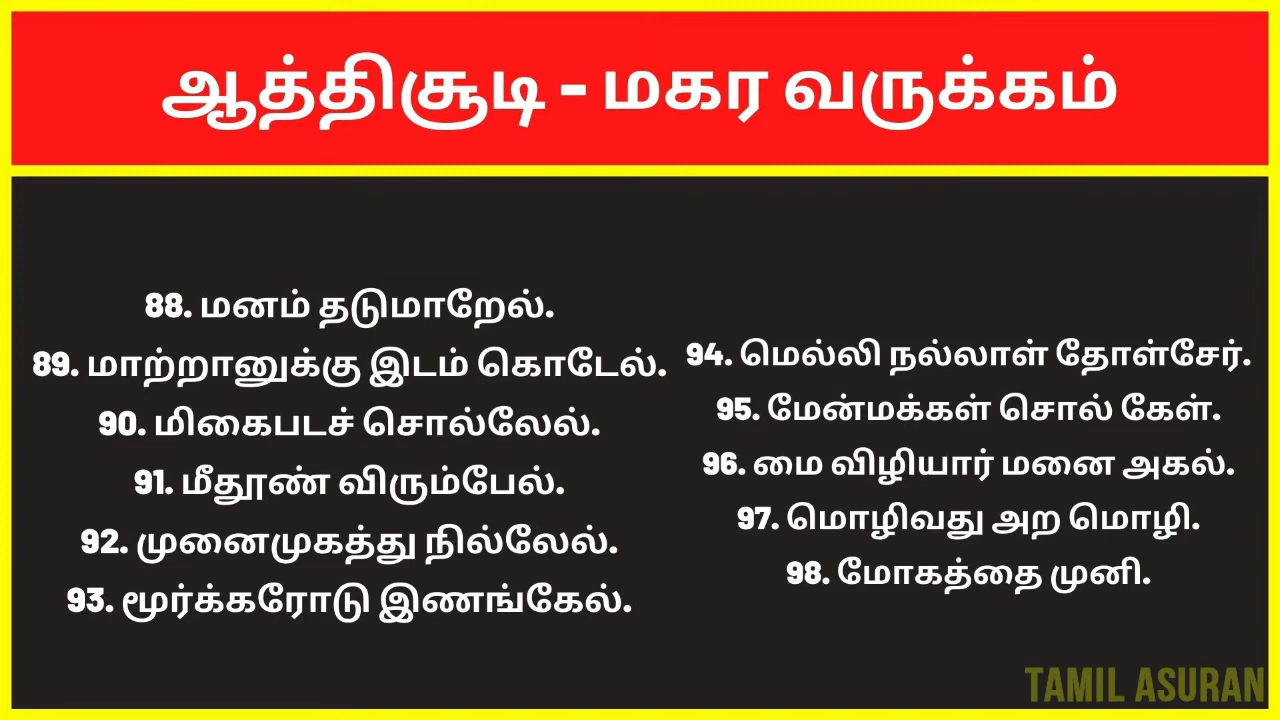 ஆத்திசூடி - மகர வருக்கம்
88. மனம் தடுமாறேல்.
89. மாற்றானுக்கு இடம் கொடேல்.
90. மிகைபடச் சொல்லேல்.
91. மீதூண் விரும்பேல்.
92. முனைமுகத்து நில்லேல்.
93. மூர்க்கரோடு இணங்கேல்.
94. மெல்லி நல்லாள் தோள்சேர்.
95. மேன்மக்கள் சொல் கேள்.
96. மை விழியார் மனை அகல்.
97. மொழிவது அற மொழி.
98. மோகத்தை முனி.
TAMIL ASURAN